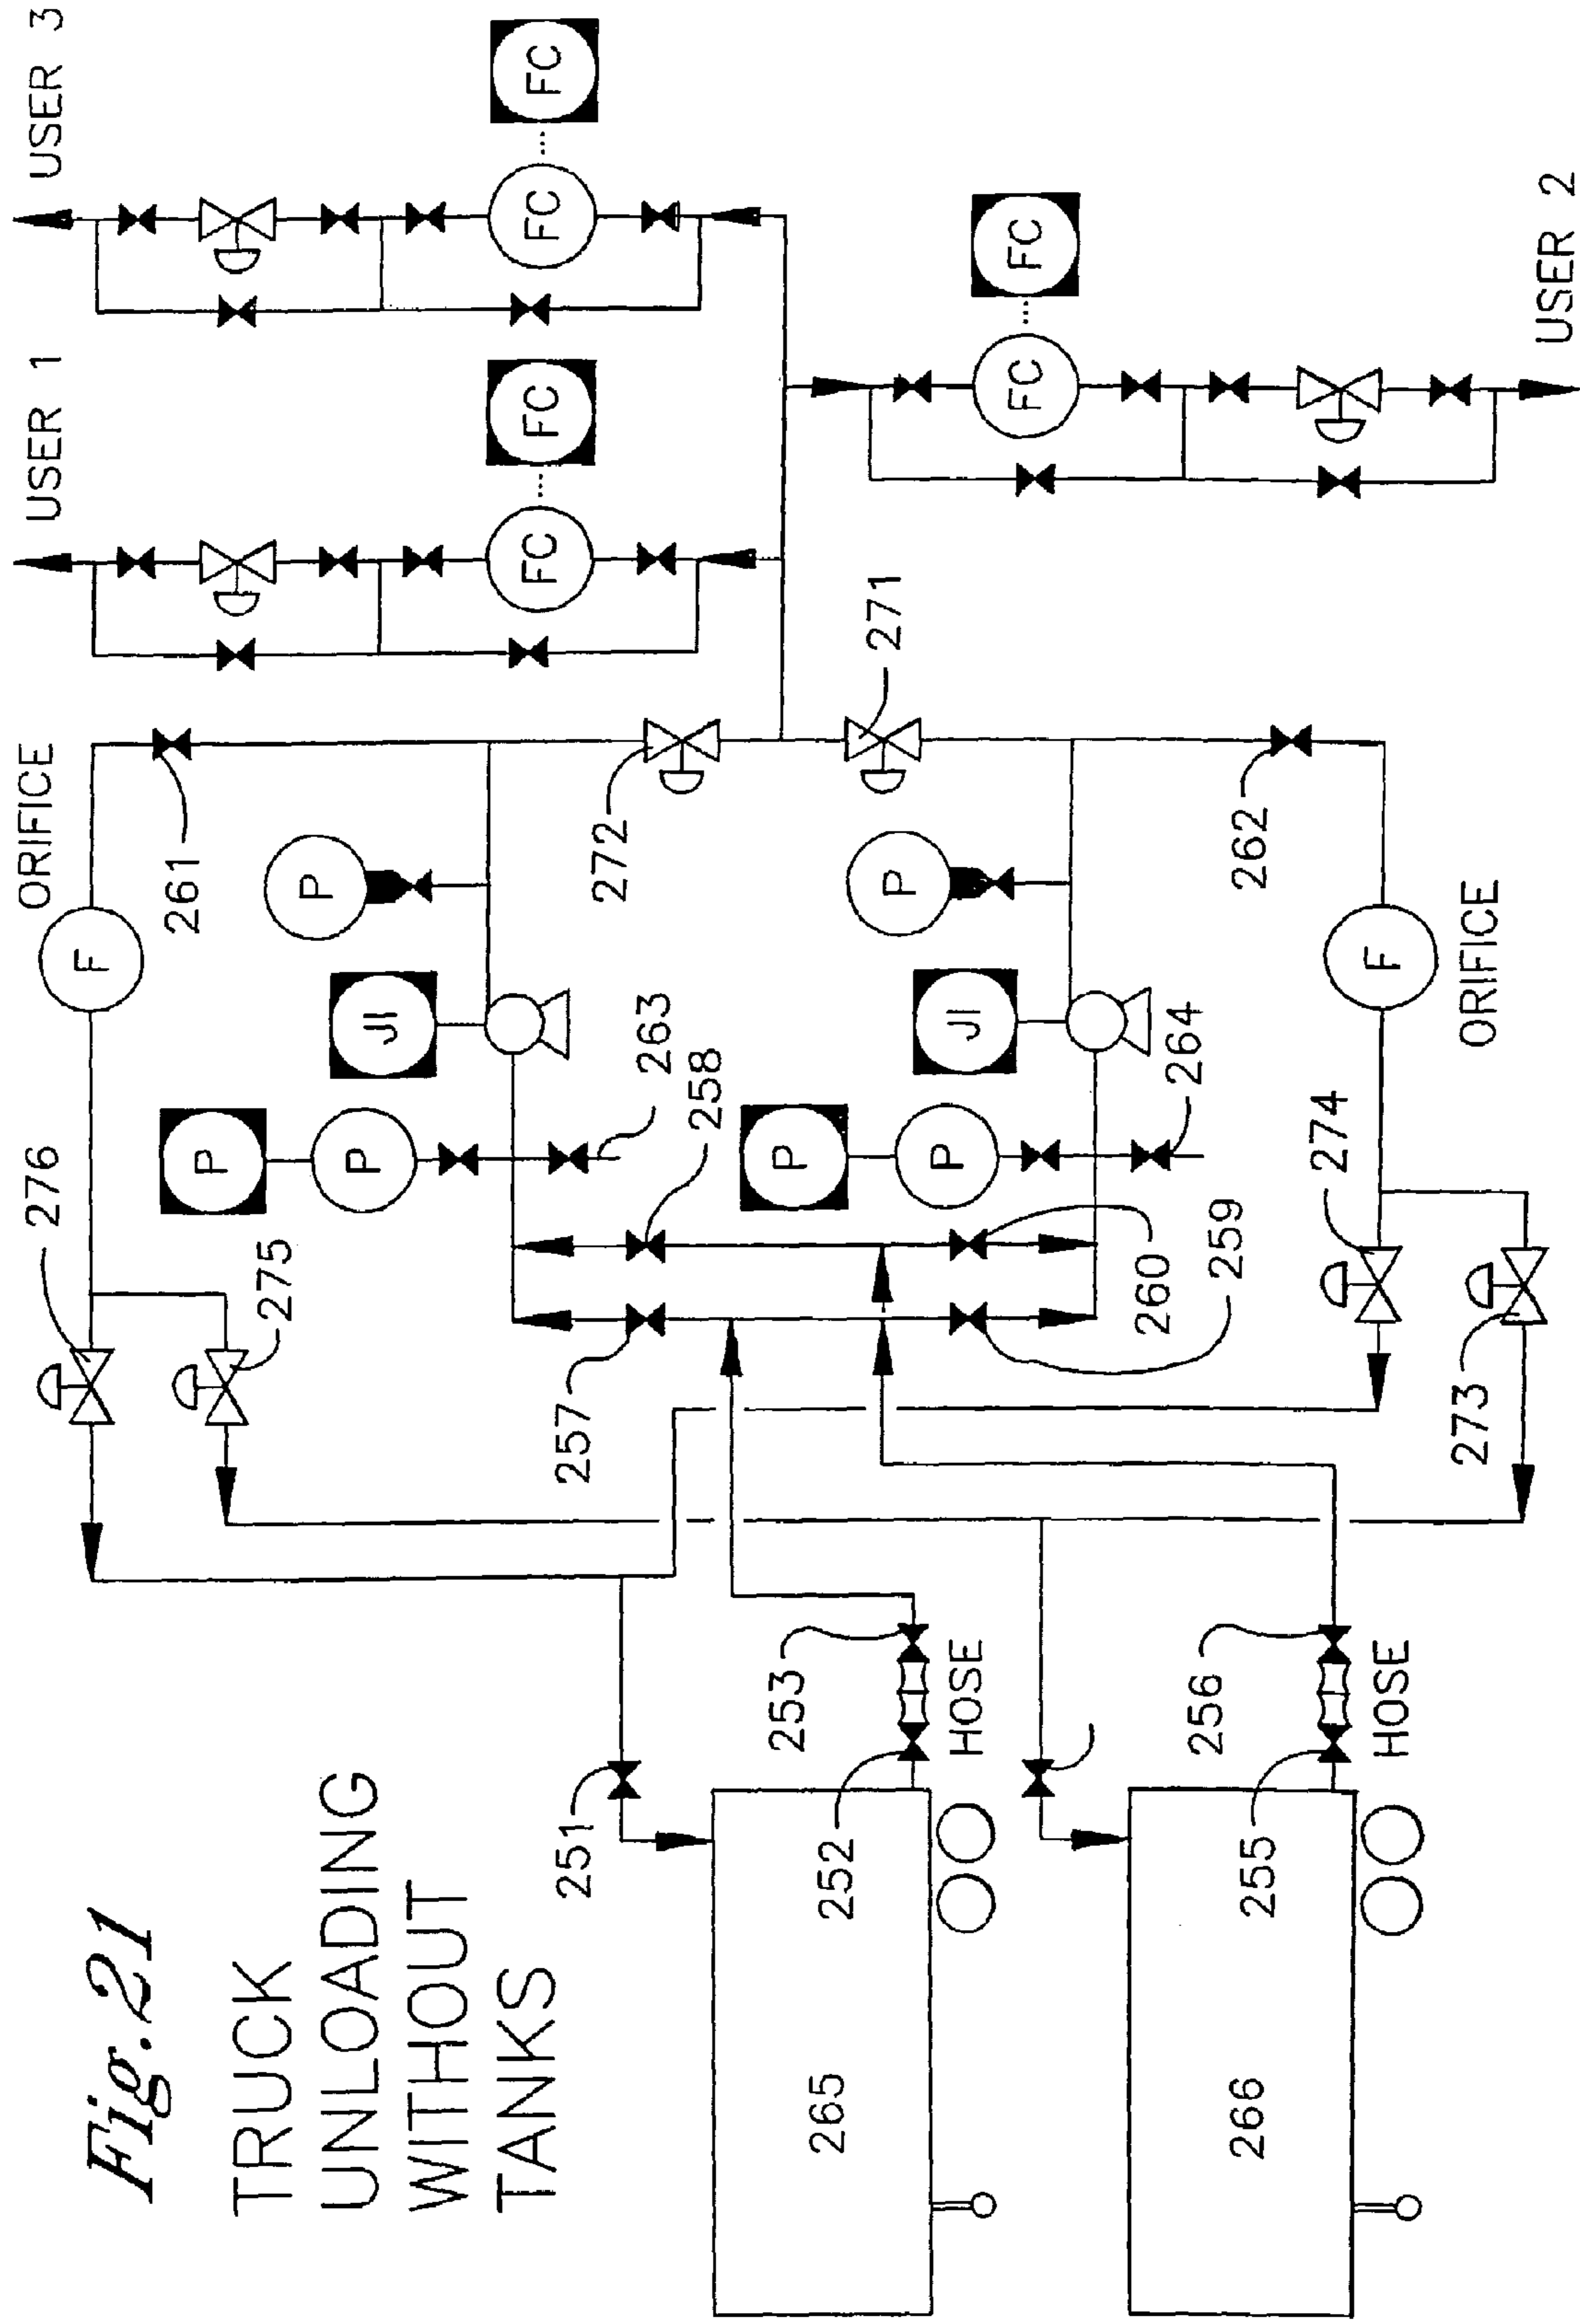 Fig.21
TRUCK
UNLOADING
WITHOUT
TANKS
276
ORIFICE
F
261
USER 1
USER 3
275
P
P
JI
P
263
258
257
251
272
FC
FC
FC
FC
253
252
HOSE
265
P
P
JI
P
271
264
260
259
FC
FC
USER 2
256
255
HOSE
266
274
273
262
F
ORIFICE